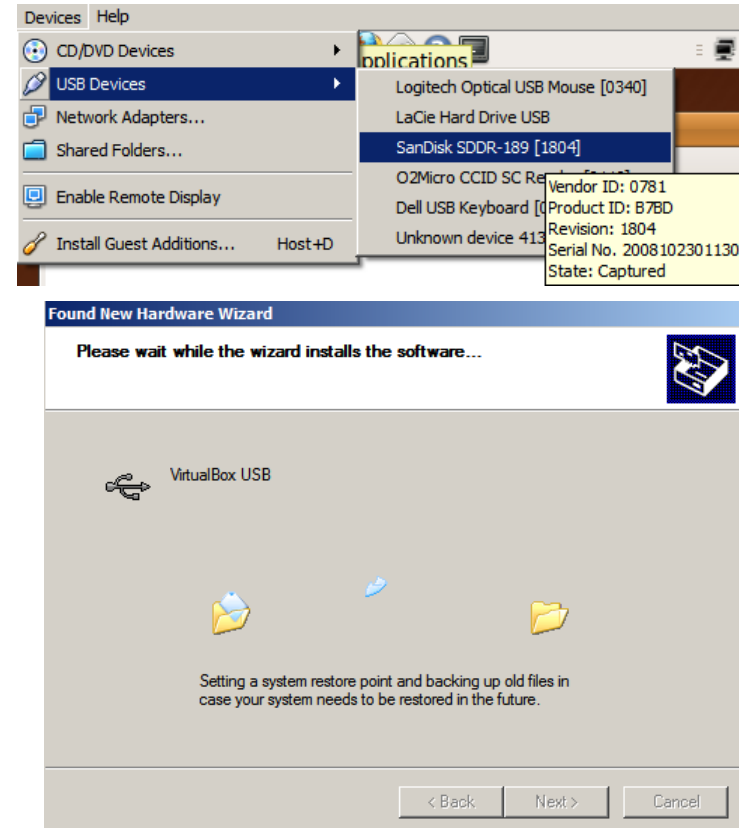 Devices Help
CD/DVD Devices
pplications
USB Devices
Logitech Optical USB Mouse [0340]
Network Adapters...
LaCie Hard Drive USB
Shared Folders...
SanDisk SDDR-189 [1804]
O2Micro CCID SC
Enable Remote Display
Dell USB Keyboard
Install Guest Additions... Host+D
Unknown device
Vendor ID: 0781
Product ID: B7BD
Revision: 1804
Serial No. 2008102301130
State: Captured
Found New Hardware Wizard
Please wait while the wizard installs the software...
VirtualBox USB
Setting a system restore point and backing up old files in
case your system needs to be restored in the future.
< Back Next > Cancel